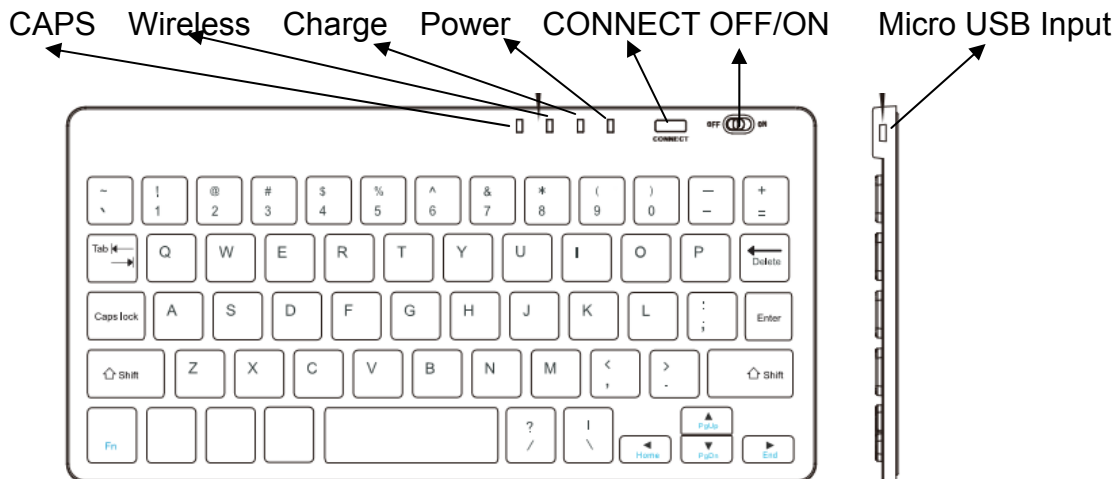 CAPS Wireless Charge Power CONNECT OFF/ON Micro USB Input
OFF ON
CONNECT
~ ! @ # $ % ^ & * ( ) — +
` 1 2 3 4 5 6 7 8 9 0 – =
Tab Q W E R T Y U I O P Delete
Caps lock A S D F G H J K L : ; Enter
Shift Z X C V B N M < , > . Shift
Fn ? / | \ PgUp
Home PgDn End